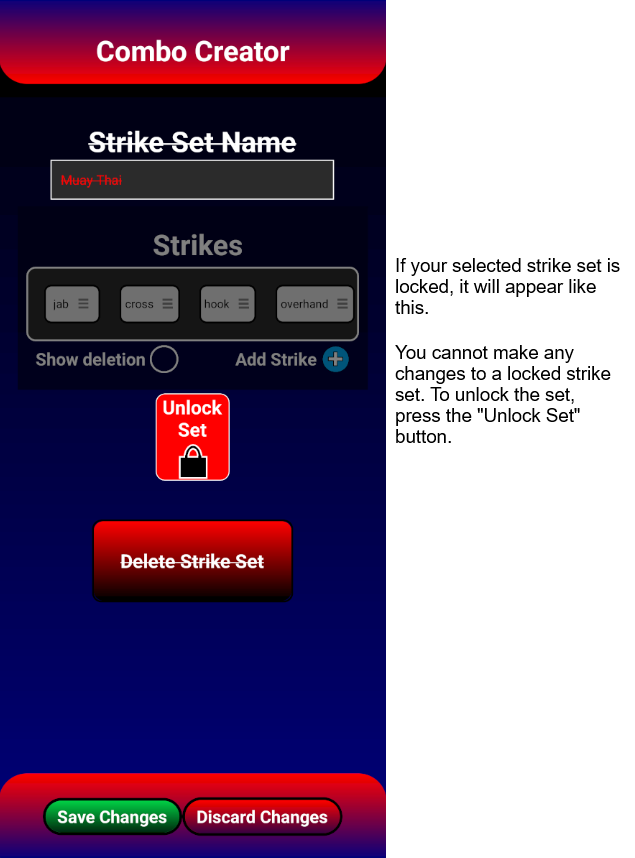 Combo Creator
Strike Set Name
Muay Thai
Strikes
jab cross hook overhand
Show deletion Add Strike
Unlock
Set
Delete Strike Set
Save Changes Discard Changes
If your selected strike set is
locked, it will appear like
this.
You cannot make any
changes to a locked strike
set. To unlock the set,
press the "Unlock Set"
button.